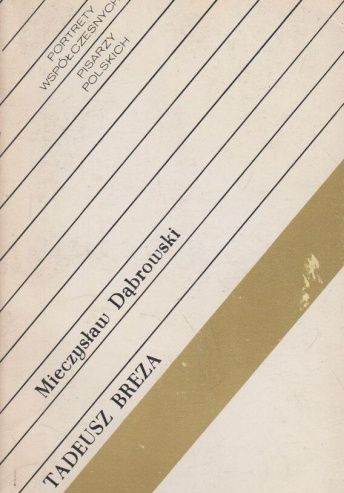 PORTRETY
WSPÓŁCZESNYCH
PISARZY
POLSKICH
Mieczysław Dąbrowski
TADEUSZ BREZA